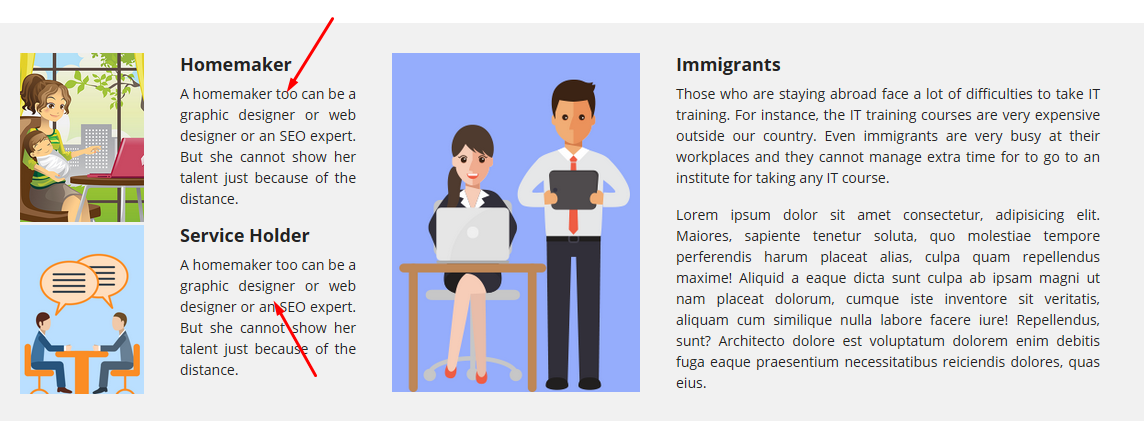 Homemaker
A homemaker too can be a
graphic designer or web
designer or an SEO expert.
But she cannot show her
talent just because of the
distance.
Service Holder
A homemaker too can be a
graphic designer or web
designer or an SEO expert.
But she cannot show her
talent just because of the
distance.
Immigrants
Those who are staying abroad face a lot of difficulties to take IT
training. For instance, the IT training courses are very expensive
outside our country. Even immigrants are very busy at their
workplaces and they cannot manage extra time for to go to an
institute for taking any IT course.
Lorem ipsum dolor sit amet consectetur, adipisicing elit.
Maiores, sapiente tenetur soluta, quo molestiae tempore
perferendis harum placeat alias, culpa quam repellendus
maxime! Aliquid a eaque dicta sunt culpa ab ipsam magni ut
nam placeat dolorum, cumque iste inventore sit veritatis,
aliquam cum similique nulla labore facere iure! Repellendus,
sunt? Architecto dolore est voluptatum dolorem enim debitis
fuga eaque praesentium necessitatibus reiciendis dolores, quas
eius.